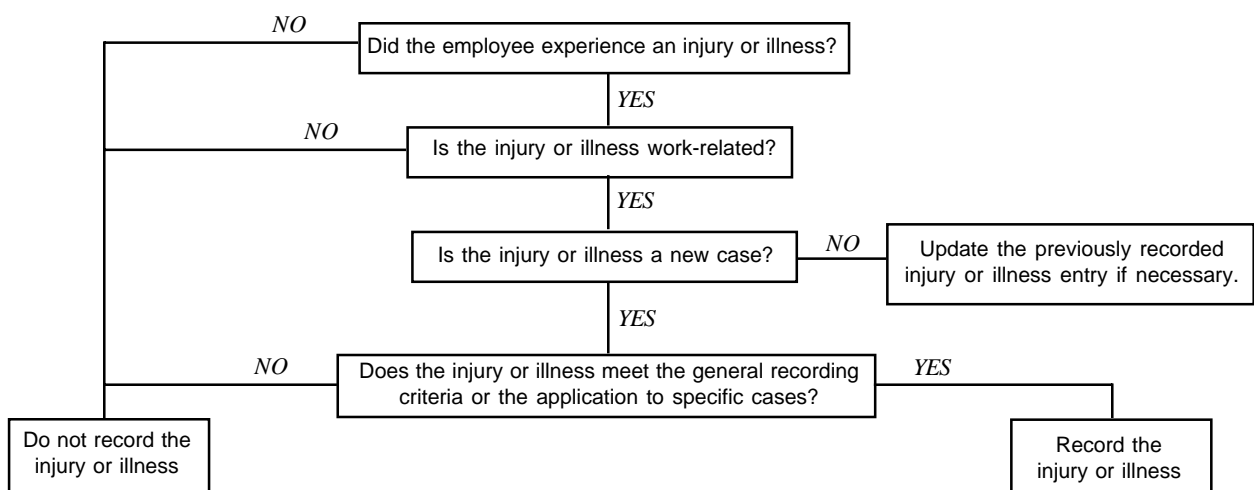 NO
Did the employee experience an injury or illness?
YES
NO
Is the injury or illness work-related?
YES
Is the injury or illness a new case?
NO
Update the previously recorded
injury or illness entry if necessary.
YES
NO
Does the injury or illness meet the general recording
criteria or the application to specific cases?
YES
Do not record the
injury or illness
Record the
injury or illness